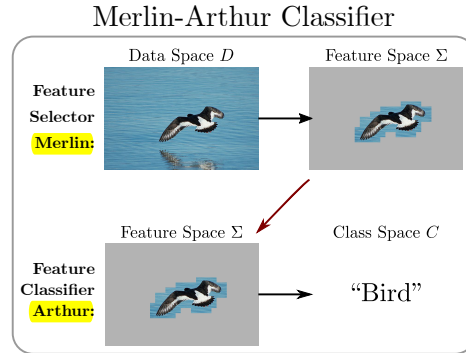 Merlin-Arthur Classifier
Data Space D
Feature Space Σ
Feature
Selector
Merlin:
Feature Space Σ
Class Space C
Feature
Classifier
Arthur:
“Bird”